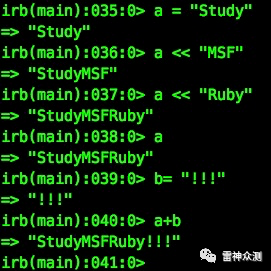 irb(main):035:0> a = "Study"
=> "Study"
irb(main):036:0> a << "MSF"
=> "StudyMSF"
irb(main):037:0> a << "Ruby"
=> "StudyMSFRuby"
irb(main):038:0> a
=> "StudyMSFRuby"
irb(main):039:0> b= "!!!"
=> "!!!"
irb(main):040:0> a+b
=> "StudyMSFRuby!!!"
irb(main):041:0>
雷神众测